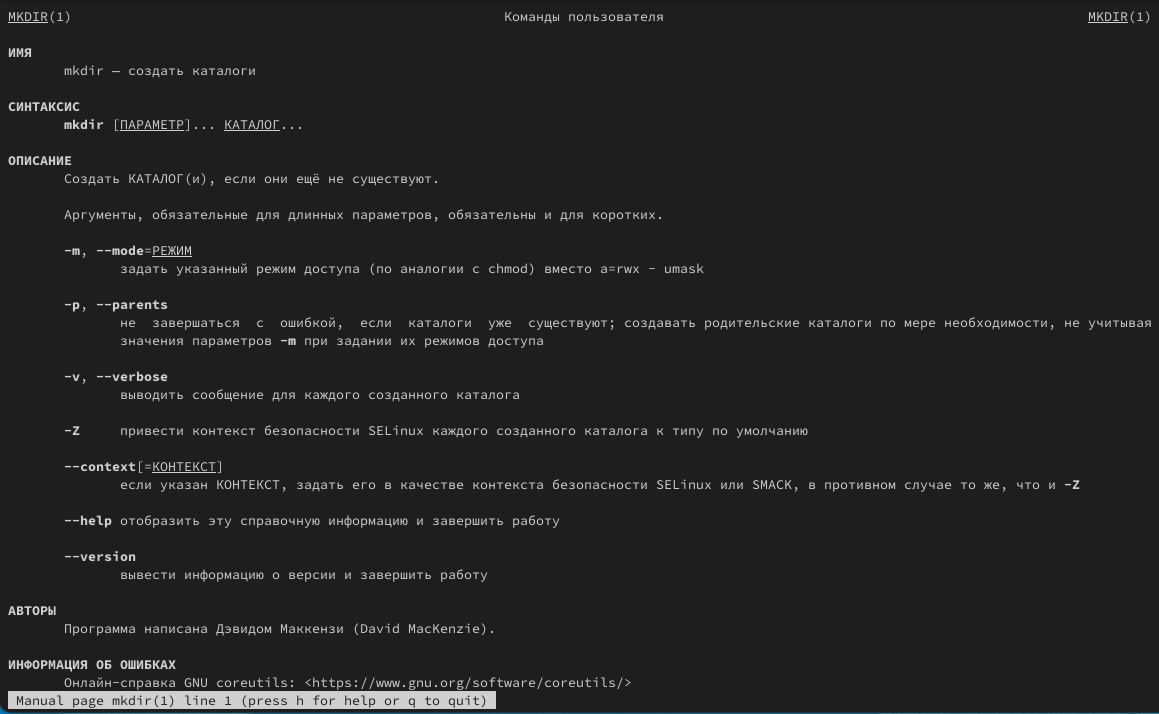 MKDIR(1) Команды пользователя MKDIR(1)
ИМЯ
mkdir — создать каталоги
СИНТАКСИС
mkdir [ПАРАМЕТР]... КАТАЛОГ...
ОПИСАНИЕ
Создать КАТАЛОГ(и), если они ещё не существуют.
Аргументы, обязательные для длинных параметров, обязательны и для коротких.
-m, --mode=РЕЖИМ
задать указанный режим доступа (по аналогии с chmod) вместо a=rwx - umask
-p, --parents
не завершаться с ошибкой, если каталоги уже существуют; создавать родительские каталоги по мере необходимости, не учитывая
значения параметров -m при задании их режимов доступа
-v, --verbose
выводить сообщение для каждого созданного каталога
-Z привести контекст безопасности SELinux каждого созданного каталога к типу по умолчанию
--context[=КОНТЕКСТ]
если указан КОНТЕКСТ, задать его в качестве контекста безопасности SELinux или SMACK, в противном случае то же, что и -Z
--help отобразить эту справочную информацию и завершить работу
--version
вывести информацию о версии и завершить работу
АВТОРЫ
Программа написана Дэвидом Маккензи (David MacKenzie).
ИНФОРМАЦИЯ ОБ ОШИБКАХ
Онлайн-справка GNU coreutils: <https://www.gnu.org/software/coreutils/>
Manual page mkdir(1) line 1 (press h for help or q to quit)